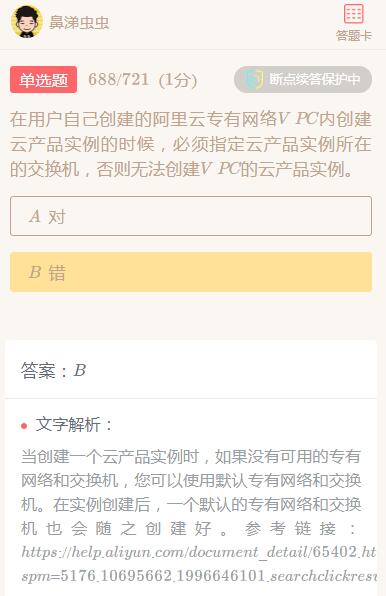 鼻涕虫虫
答题卡
单选题 688/721 (1分) 断点续答保护中
在用户自己创建的阿里云专有网络V PC内创建
云产品实例的时候，必须指定云产品实例所在
的交换机，否则无法创建V PC的云产品实例。
A 对
B 错
答案：B
文字解析：
当创建一个云产品实例时，如果没有可用的专有
网络和交换机，您可以使用默认专有网络和交换
机。在实例创建后，一个默认的专有网络和交换
机也会随之创建好。参考链接：
https://help.aliyun.com/document_detail/65402.ht
spm=5176.10695662.1996646101.searchclickresu